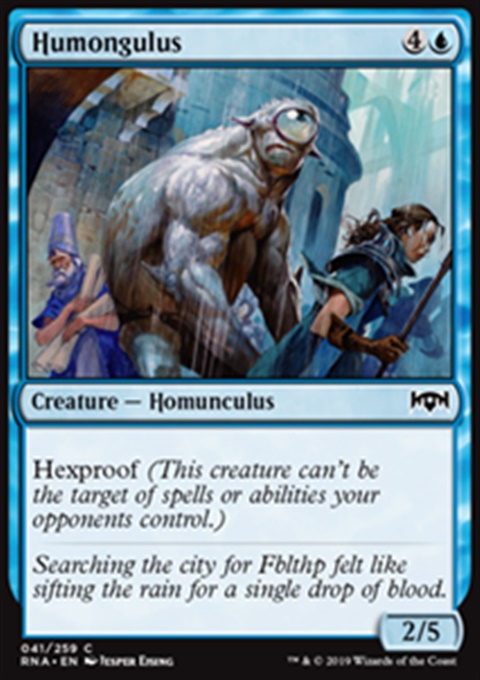 Humongulus 4
Creature — Homunculus
Hexproof (This creature can't be
the target of spells or abilities your
opponents control.)
Searching the city for Fblthp felt like
sifting the rain for a single drop of blood.
2/5
041/259 C
RNA • EN Jesper Ejsing
™ & © 2019 Wizards of the Coast